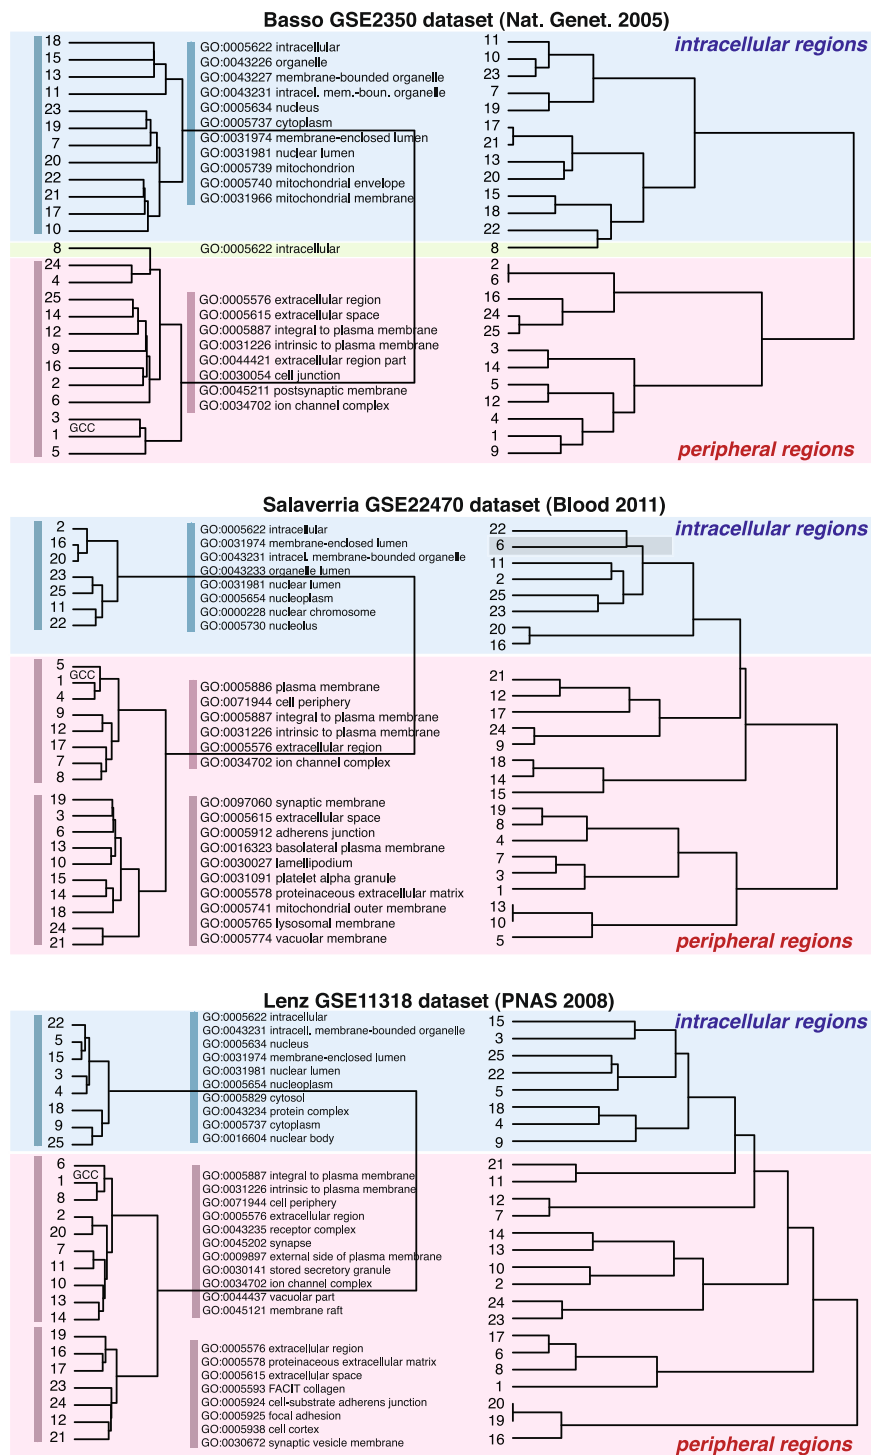 Basso GSE2350 dataset (Nat. Genet. 2005)
intracellular regions
18
15
13
11
23
19
7
20
22
21
17
10
8
24
4
25
14
12
9
16
2
6
3
GCC
1
5
GO:0005622 intracellular
GO:0043226 organelle
GO:0043227 membrane-bounded organelle
GO:0043231 intracel. mem.-boun. organelle
GO:0005634 nucleus
GO:0005737 cytoplasm
GO:0031974 membrane-enclosed lumen
GO:0031981 nuclear lumen
GO:0005739 mitochondrion
GO:0005740 mitochondrial envelope
GO:0031966 mitochondrial membrane
GO:0005622 intracellular
GO:0005576 extracellular region
GO:0005615 extracellular space
GO:0005887 integral to plasma membrane
GO:0031226 intrinsic to plasma membrane
GO:0044421 extracellular region part
GO:0030054 cell junction
GO:0045211 postsynaptic membrane
GO:0034702 ion channel complex
11
10
23
7
19
17
21
13
20
15
18
22
8
2
6
16
24
25
3
14
5
12
4
1
9
peripheral regions
Salaverria GSE22470 dataset (Blood 2011)
intracellular regions
2
16
20
23
25
11
22
5
GCC
1
4
9
12
17
7
8
19
3
6
13
10
15
14
18
24
21
GO:0005622 intracellular
GO:0031974 membrane-enclosed lumen
GO:0043231 intracel. membrane-bounded organelle
GO:0043233 organelle lumen
GO:0031981 nuclear lumen
GO:0005654 nucleoplasm
GO:0000228 nuclear chromosome
GO:0005730 nucleolus
GO:0005886 plasma membrane
GO:0071944 cell periphery
GO:0005887 integral to plasma membrane
GO:0031226 intrinsic to plasma membrane
GO:0005576 extracellular region
GO:0034702 ion channel complex
GO:0097060 synaptic membrane
GO:0005615 extracellular space
GO:0005912 adherens junction
GO:0016323 basolateral plasma membrane
GO:0030027 lamellipodium
GO:0031091 platelet alpha granule
GO:0005578 proteinaceous extracellular matrix
GO:0005741 mitochondrial outer membrane
GO:0005765 lysosomal membrane
GO:0005774 vacuolar membrane
22
6
11
2
25
23
20
16
21
12
17
24
9
18
14
15
19
8
4
7
3
1
13
10
5
peripheral regions
Lenz GSE11318 dataset (PNAS 2008)
intracellular regions
22
5
15
3
4
18
9
25
6
GCC
1
8
2
20
7
11
10
13
14
19
16
17
23
24
12
21
GO:0005622 intracellular
GO:0043231 intracell. membrane-bounded organelle
GO:0005634 nucleus
GO:0031974 membrane-enclosed lumen
GO:0031981 nuclear lumen
GO:0005654 nucleoplasm
GO:0005829 cytosol
GO:0043234 protein complex
GO:0005737 cytoplasm
GO:0016604 nuclear body
GO:0005887 integral to plasma membrane
GO:0031226 intrinsic to plasma membrane
GO:0071944 cell periphery
GO:0005576 extracellular region
GO:0043235 receptor complex
GO:0045202 synapse
GO:0009897 external side of plasma membrane
GO:0030141 stored secretory granule
GO:0034702 ion channel complex
GO:0044437 vacuolar part
GO:0045121 membrane raft
GO:0005576 extracellular region
GO:0005578 proteinaceous extracellular matrix
GO:0005615 extracellular space
GO:0005593 FACIT collagen
GO:0005924 cell-substrate adherens junction
GO:0005925 focal adhesion
GO:0005938 cell cortex
GO:0030672 synaptic vesicle membrane
15
3
25
22
5
18
4
9
21
11
12
7
14
13
10
2
24
23
17
6
8
1
20
19
16
peripheral regions